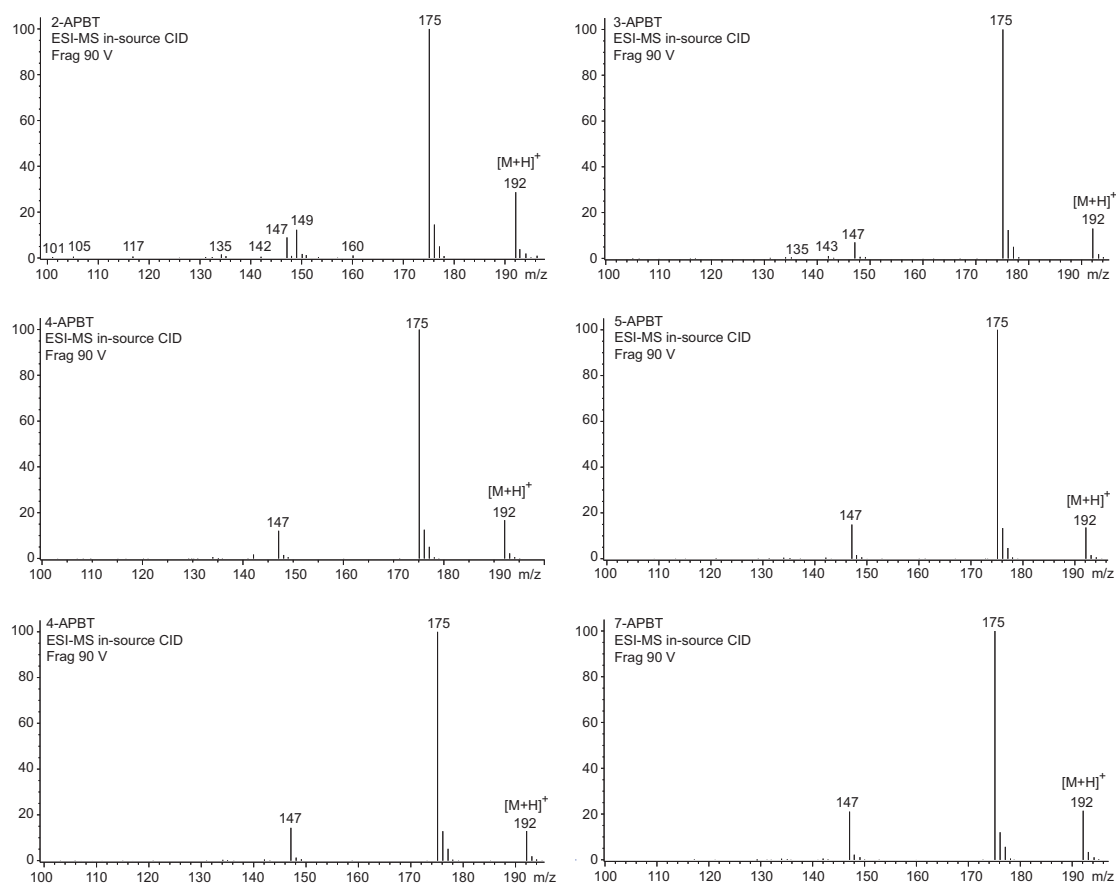 2-APBT
ESI-MS in-source CID
Frag 90 V
175
[M+H]+
192
149
147
101 105 117 135 142 160
100
80
60
40
20
0
100 110 120 130 140 150 160 170 180 190 m/z
3-APBT
ESI-MS in-source CID
Frag 90 V
175
[M+H]+
192
147
135 143
100
80
60
40
20
0
100 110 120 130 140 150 160 170 180 190 m/z
4-APBT
ESI-MS in-source CID
Frag 90 V
175
[M+H]+
192
147
100
80
60
40
20
0
100 110 120 130 140 150 160 170 180 190 m/z
5-APBT
ESI-MS in-source CID
Frag 90 V
175
[M+H]+
192
147
100
80
60
40
20
0
100 110 120 130 140 150 160 170 180 190 m/z
4-APBT
ESI-MS in-source CID
Frag 90 V
175
[M+H]+
192
147
100
80
60
40
20
0
100 110 120 130 140 150 160 170 180 190 m/z
7-APBT
ESI-MS in-source CID
Frag 90 V
175
[M+H]+
192
147
100
80
60
40
20
0
100 110 120 130 140 150 160 170 180 190 m/z